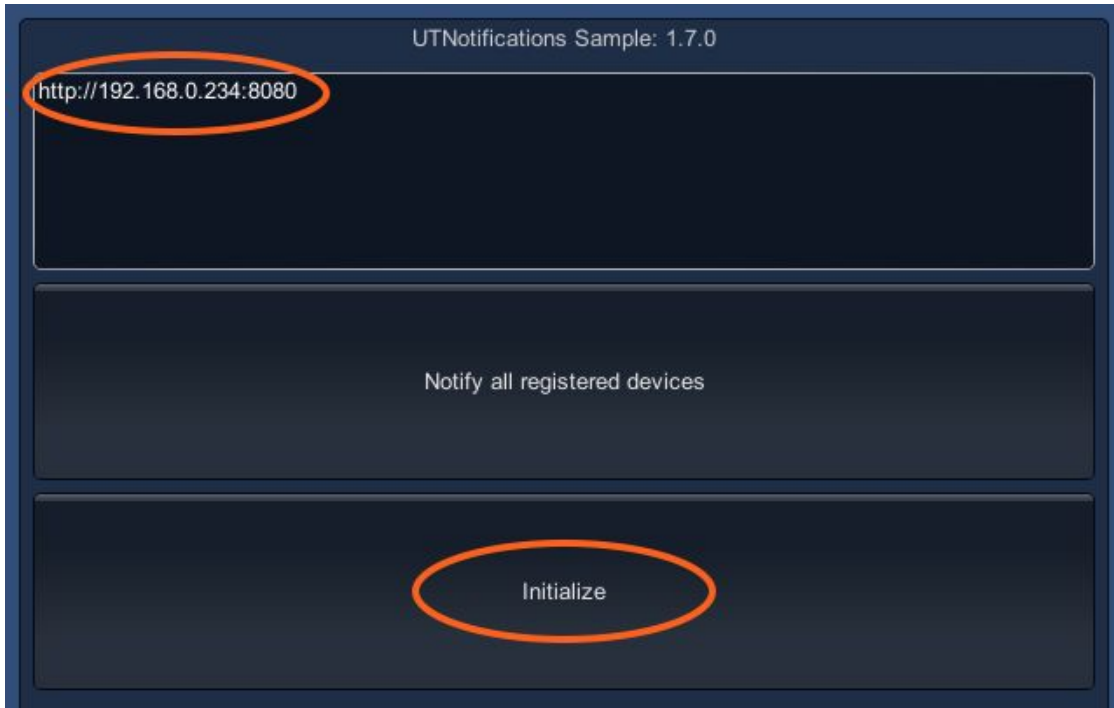 UTNotifications Sample: 1.7.0
http://192.168.0.234:8080
Notify all registered devices
Initialize